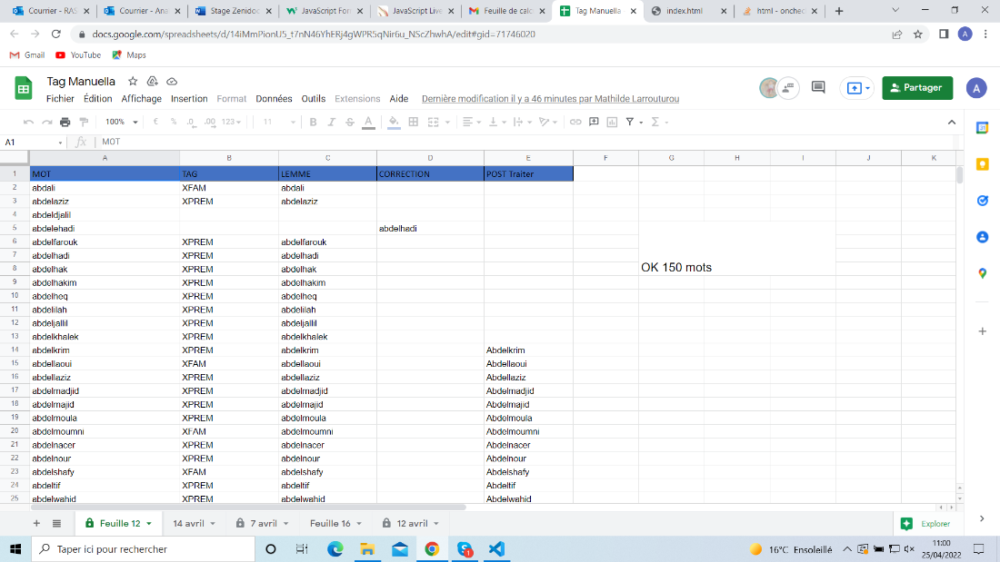 Courrier - RAS
Courrier - Ana
Stage Zenidoc
JavaScript For
JavaScript Live
Feuille de calc
Tag Manuella
index.html
html - onchec
docs.google.com/spreadsheets/d/14iMmPionU5_t7nN46YhERj4gWPR5qNir6u_NScZhwhA/edit#gid=71746020
A
Gmail YouTube Maps
Tag Manuella
Fichier Édition Affichage Insertion Format Données Outils Extensions Aide Dernière modification il y a 46 minutes par Mathilde Larrouturou
Partager
A
100% € % .0 .00 123 11 B I S A
A1 fx MOT
A B C D E F G H I J K
1 MOT TAG LEMME CORRECTION POST Traiter
2 abdali XFAM abdali
3 abdelaziz XPREM abdelaziz
4 abdeldjalil
5 abdelehadi abdelhadi
6 abdelfarouk XPREM abdelfarouk
7 abdelhadi XPREM abdelhadi
8 abdelhak XPREM abdelhak OK 150 mots
9 abdelhakim XPREM abdelhakim
10 abdelheq XPREM abdelheq
11 abdelilah XPREM abdelilah
12 abdeljallil XPREM abdeljallil
13 abdelkhalek XPREM abdelkhalek
14 abdelkrim XPREM abdelkrim Abdelkrim
15 abdellaoui XFAM abdellaoui Abdellaoui
16 abdellaziz XPREM abdellaziz Abdellaziz
17 abdelmadjid XPREM abdelmadjid Abdelmadjid
18 abdelmajid XPREM abdelmajid Abdelmajid
19 abdelmoula XPREM abdelmoula Abdelmoula
20 abdelmoumni XFAM abdelmoumni Abdelmoumni
21 abdelnacer XPREM abdelnacer Abdelnacer
22 abdelnour XPREM abdelnour Abdelnour
23 abdelshafy XFAM abdelshafy Abdelshafy
24 abdeltif XPREM abdeltif Abdeltif
25 abdelwahid XPREM abdelwahid Abdelwahid
Feuille 12 14 avril 7 avril Feuille 16 12 avril Explorer
Taper ici pour rechercher
16°C Ensoleillé
11:00
25/04/2022